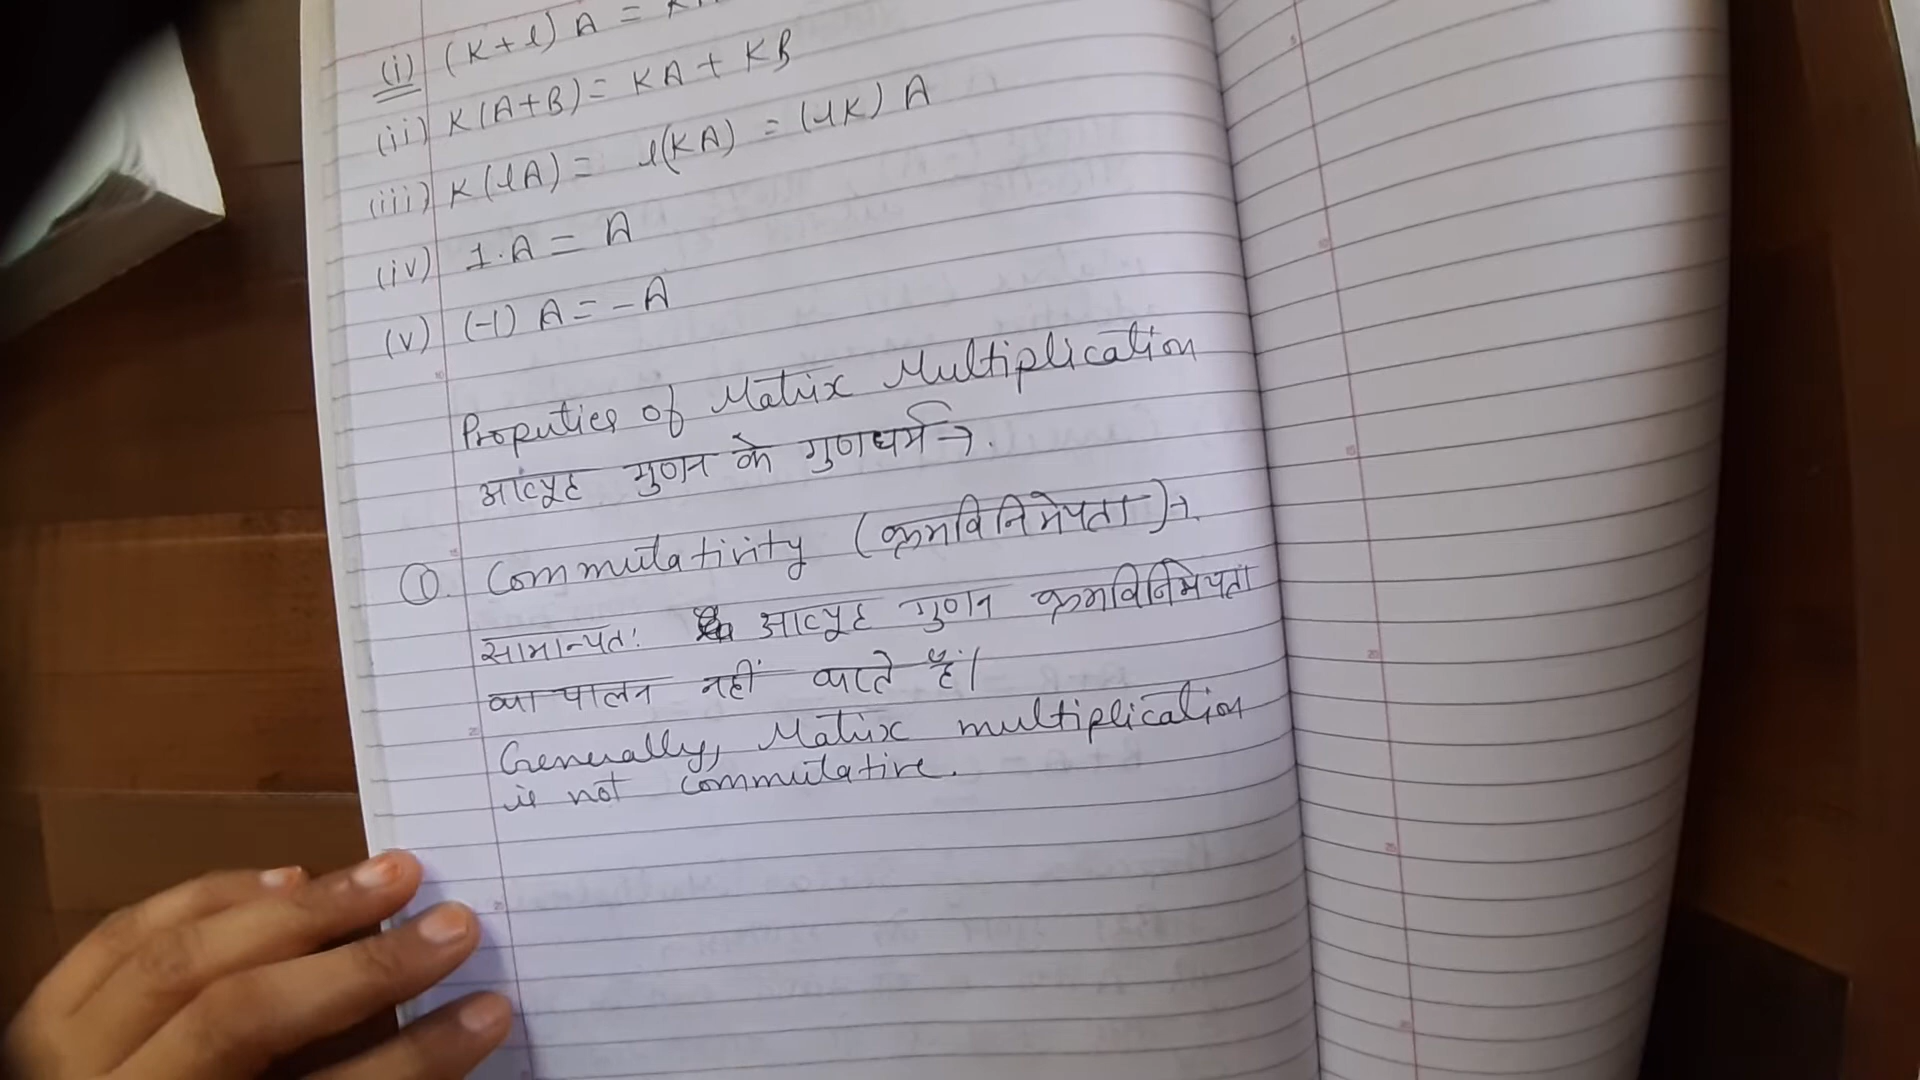 (i) (K+l) A =
(ii) K(A+B) = KA + KB
(iii) K(lA) = l(KA) = (lK) A
(iv) 1.A = A
(v) (-1) A = -A
Properties of Matrix Multiplication
आव्यूह गुणन के गुणधर्म →.
① Commutativity (क्रमविनिमेयता) →.
सामान्यतः आव्यूह गुणन क्रमविनिमेयता
का पालन नहीं करते हैं।
Generally, Matrix multiplication
is not commutative.